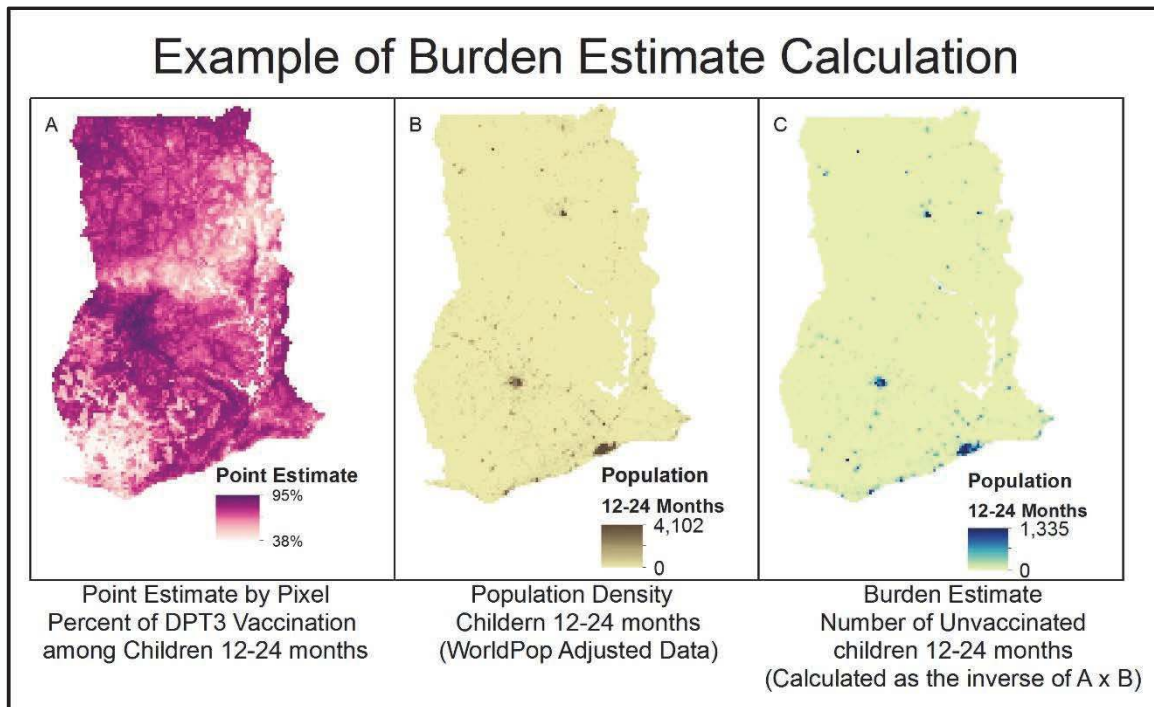 Example of Burden Estimate Calculation
A
Point Estimate
95%
38%
B
Population
12-24 Months
4,102
0
C
Population
12-24 Months
1,335
0
Point Estimate by Pixel
Percent of DPT3 Vaccination
among Children 12-24 months
Population Density
Childern 12-24 months
(WorldPop Adjusted Data)
Burden Estimate
Number of Unvaccinated
children 12-24 months
(Calculated as the inverse of A x B)